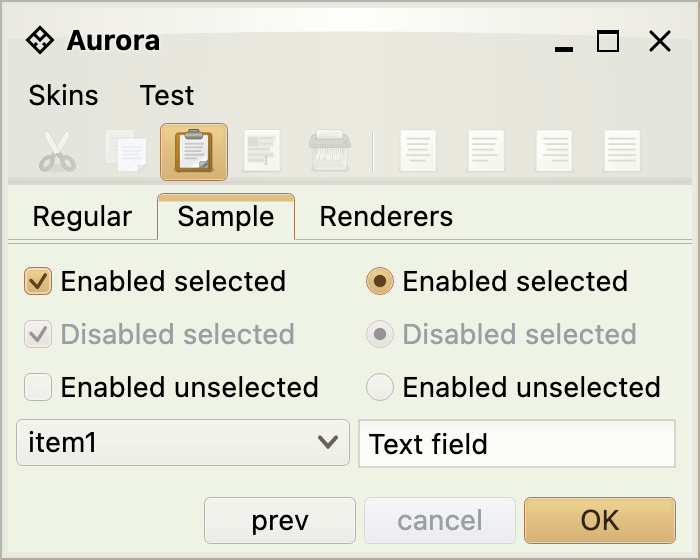 Aurora
Skins Test
Regular Sample Renderers
Enabled selected Enabled selected
Disabled selected Disabled selected
Enabled unselected Enabled unselected
item1 Text field
prev cancel OK